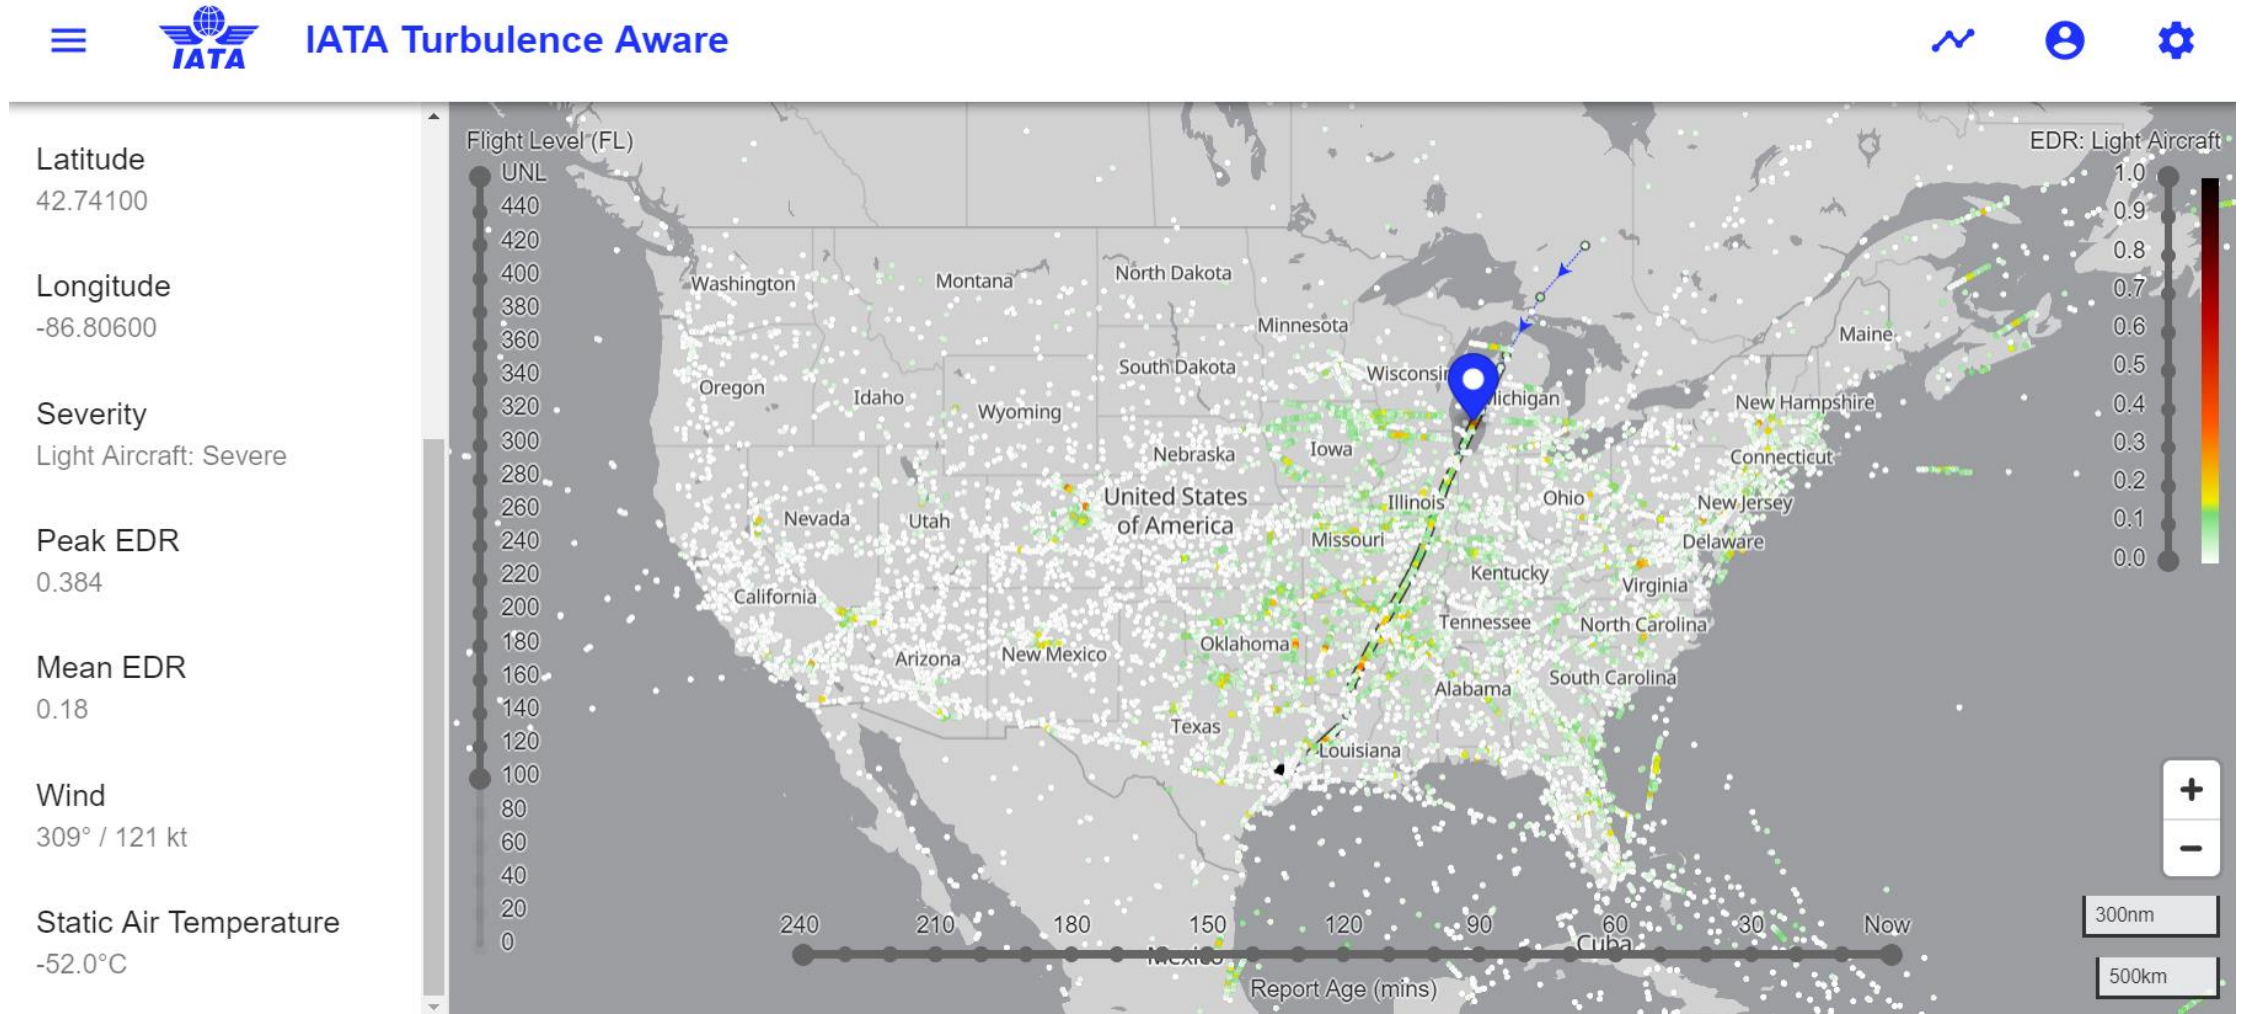 IATA
IATA Turbulence Aware
Latitude
42.74100
Longitude
-86.80600
Severity
Light Aircraft: Severe
Peak EDR
0.384
Mean EDR
0.18
Wind
309° / 121 kt
Static Air Temperature
-52.0°C
Flight Level (FL)
UNL
440
420
400
380
360
340
320
300
280
260
240
220
200
180
160
140
120
100
80
60
40
20
0
EDR: Light Aircraft
1.0
0.9
0.8
0.7
0.6
0.5
0.4
0.3
0.2
0.1
0.0
Washington
Montana
North Dakota
Minnesota
Maine
South Dakota
Wisconsin
Oregon
Idaho
Wyoming
Michigan
New Hampshire
Nebraska
Iowa
Connecticut
United States
of America
Illinois
Ohio
New Jersey
Nevada
Utah
Missouri
Delaware
Kentucky
Virginia
California
Tennessee
North Carolina
Oklahoma
Arizona
New Mexico
South Carolina
Alabama
Texas
Louisiana
Mexico
Cuba
240
210
180
150
120
90
60
30
Now
Report Age (mins)
+
−
300nm
500km